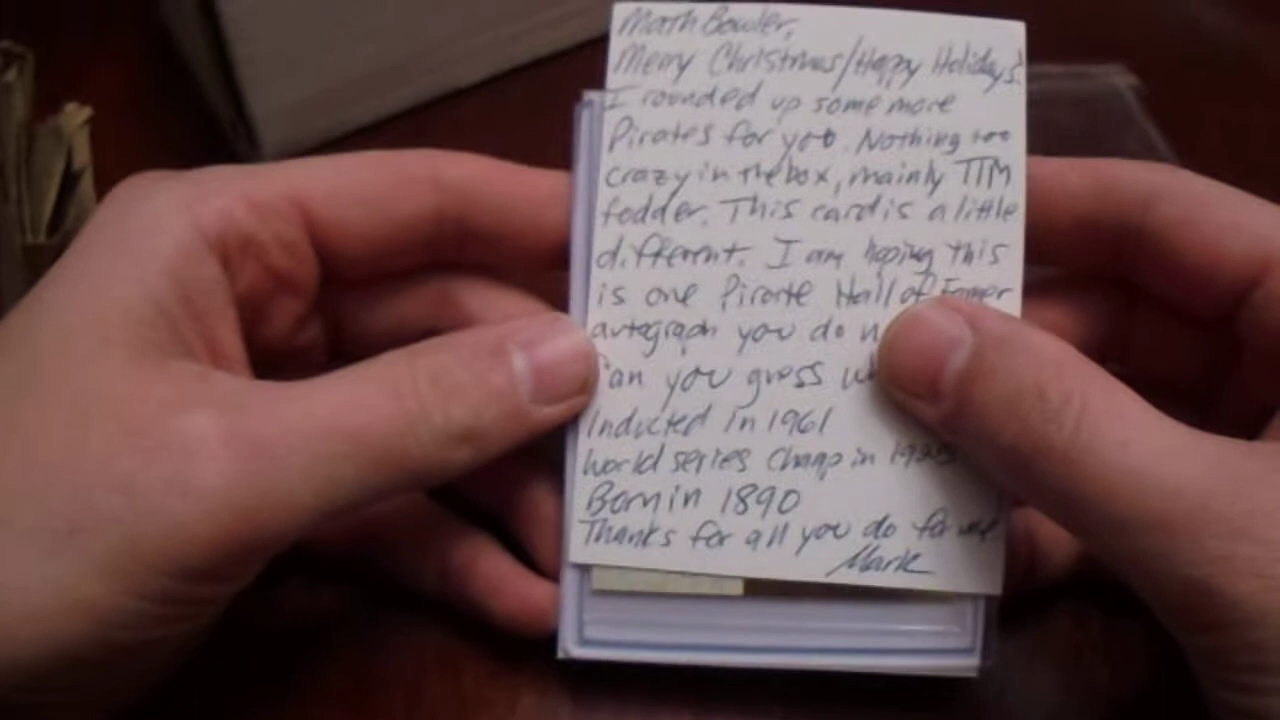 Math Bowler,
Merry Christmas/Happy Holidays!
I rounded up some more
Pirates for you. Nothing too
crazy in the box, mainly TTM
fodder. This card is a little
different. I am hoping this
is one Pirate Hall of Famer
autograph you do
Can you guess
Inducted in 1961
World series Champ in 1925
Born in 1890
Thanks for all you do for me
Mark